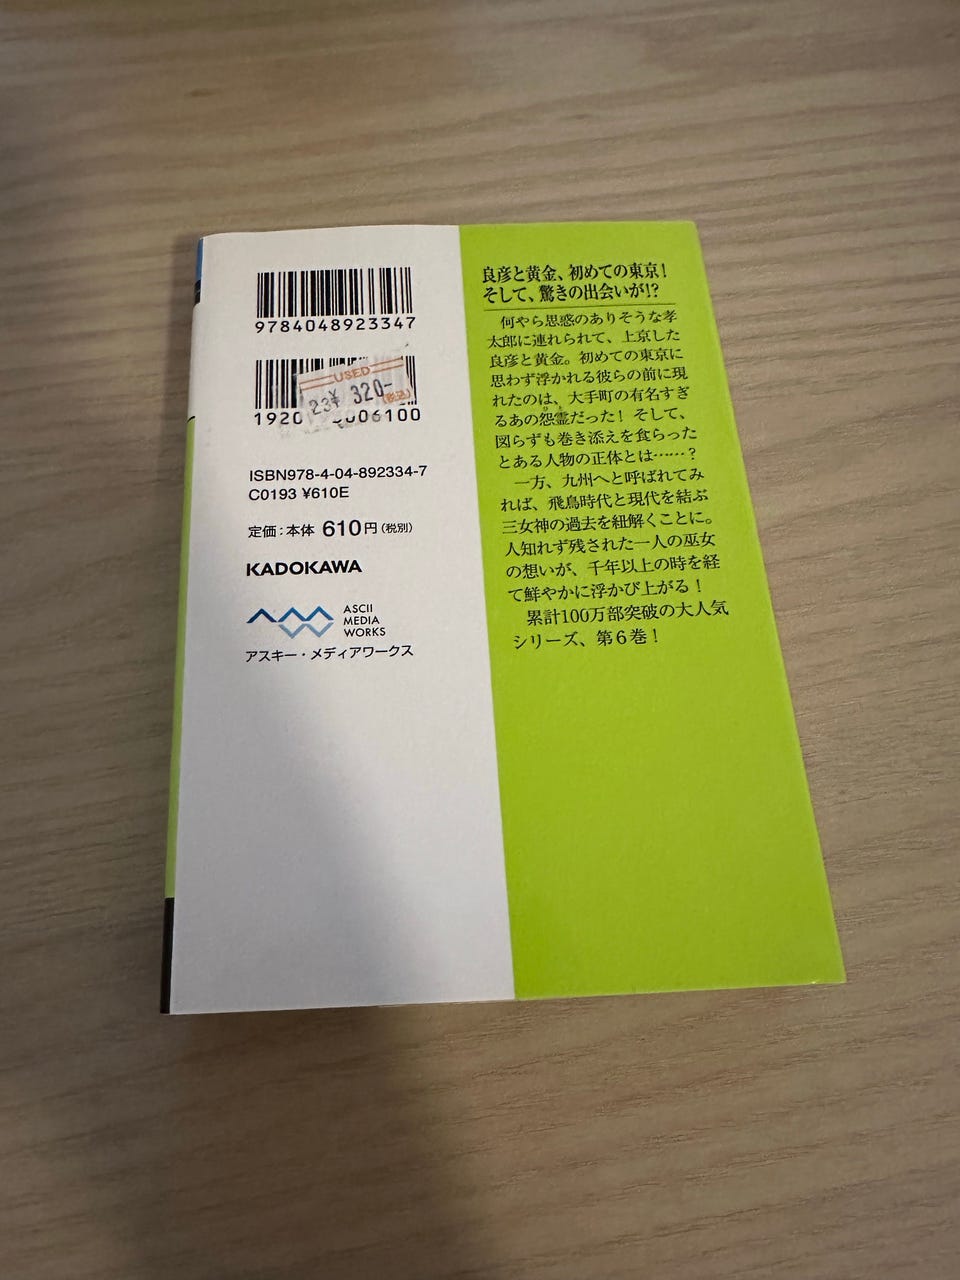 9784048923347
USED
23¥ 320-
(税込)
1920 006100
ISBN978-4-04-892334-7
C0193 ¥610E
定価:本体 610円(税別)
KADOKAWA
ASCII
MEDIA
WORKS
アスキー・メディアワークス
良彦と黄金、初めての東京!
そして、驚きの出会いが!?
何やら思惑のありそうな孝
太郎に連れられて、上京した
良彦と黄金。初めての東京に
思わず浮かれる彼らの前に現
れたのは、大手町の有名すぎ
るあの怨霊だった! そして、
図らずも巻き添えを食らった
とある人物の正体とは……?
一方、九州へと呼ばれてみ
れば、飛鳥時代と現代を結ぶ
三女神の過去を紐解くことに。
人知れず残された一人の巫女
の想いが、千年以上の時を経
て鮮やかに浮かび上がる!
累計100万部突破の大人気
シリーズ、第6巻!